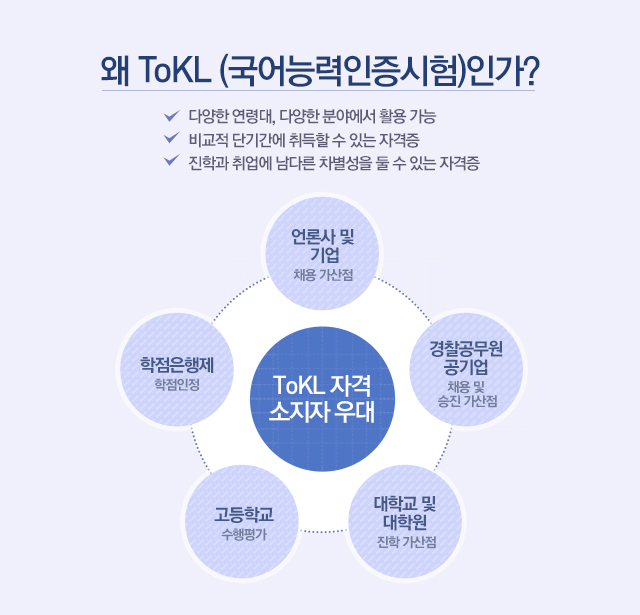 왜 ToKL (국어능력인증시험)인가?
다양한 연령대, 다양한 분야에서 활용 가능
비교적 단기간에 취득할 수 있는 자격증
진학과 취업에 남다른 차별성을 둘 수 있는 자격증
언론사 및
기업
채용 가산점
학점은행제
학점인정
경찰공무원
공기업
채용 및
승진 가산점
ToKL 자격
소지자 우대
고등학교
수행평가
대학교 및
대학원
진학 가산점